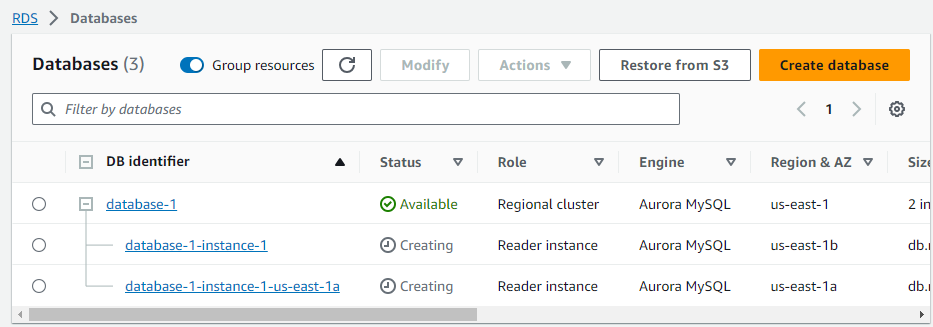 RDS > Databases
Databases (3) Group resources Modify Actions Restore from S3 Create database
Filter by databases 1
DB identifier Status Role Engine Region & AZ Size
database-1 Available Regional cluster Aurora MySQL us-east-1 2 in
database-1-instance-1 Creating Reader instance Aurora MySQL us-east-1b db.r
database-1-instance-1-us-east-1a Creating Reader instance Aurora MySQL us-east-1a db.r